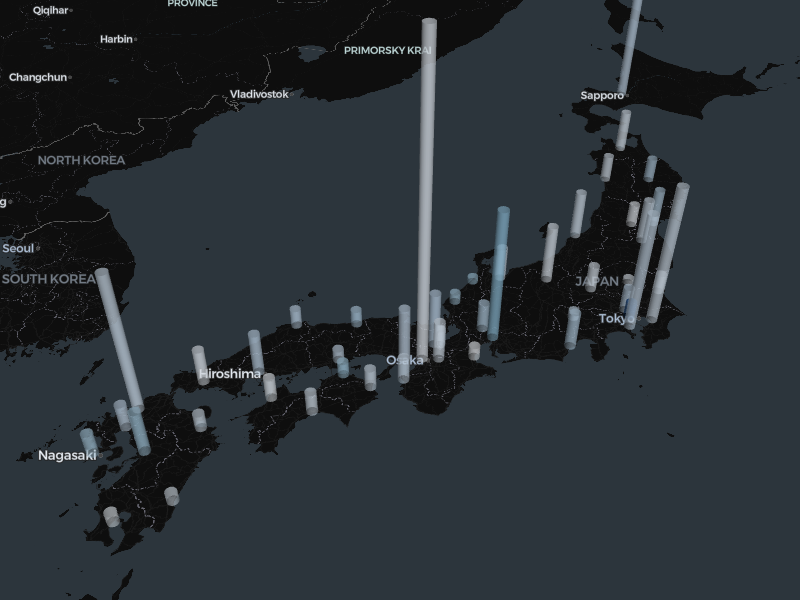 PROVINCE
Qiqihar
Harbin
PRIMORSKY KRAI
Changchun
Vladivostok
Sapporo
NORTH KOREA
g
Seoul
SOUTH KOREA
JAPAN
Tokyo
Osaka
Hiroshima
Nagasaki